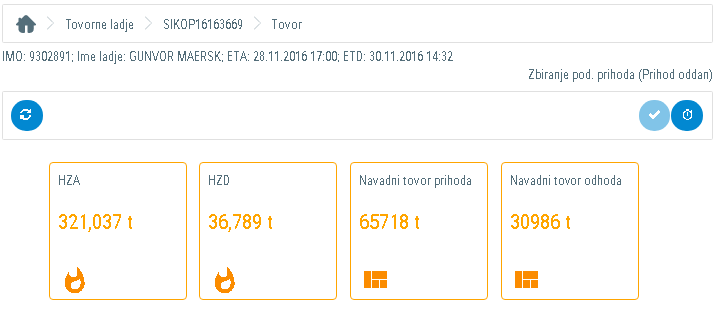 Tovorne ladje SIKOP16163669 Tovor
IMO: 9302891; Ime ladje: GUNVOR MAERSK; ETA: 28.11.2016 17:00; ETD: 30.11.2016 14:32
Zbiranje pod. prihoda (Prihod oddan)
HZA
321,037 t
HZD
36,789 t
Navadni tovor prihoda
65718 t
Navadni tovor odhoda
30986 t